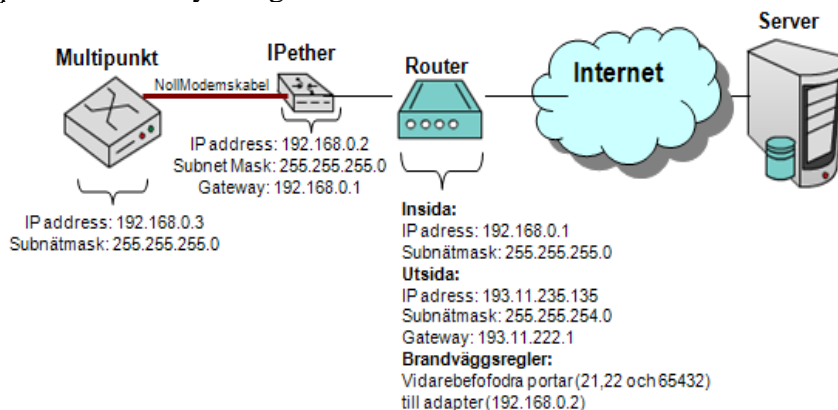 Server
Multipunkt
IPether
Router
Internet
NollModemskabel
IP address: 192.168.0.2
Subnet Mask: 255.255.255.0
Gateway: 192.168.0.1
IP address: 192.168.0.3
Subnätmask: 255.255.255.0
Insida:
IP adress: 192.168.0.1
Subnätmask: 255.255.255.0
Utsida:
IP adress: 193.11.235.135
Subnätmask: 255.255.254.0
Gateway: 193.11.222.1
Brandväggsregler:
Vidarebefofodra portar (21,22 och 65432)
till adapter (192.168.0.2)